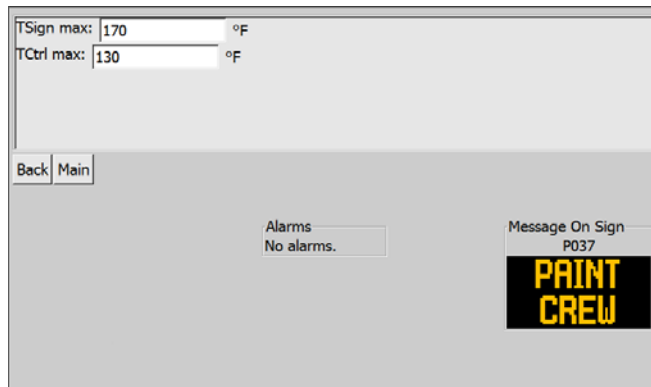 TSign max: 170 °F
TCtrl max: 130 °F
Back Main
Alarms
No alarms.
Message On Sign
P037
PAINT
CREW